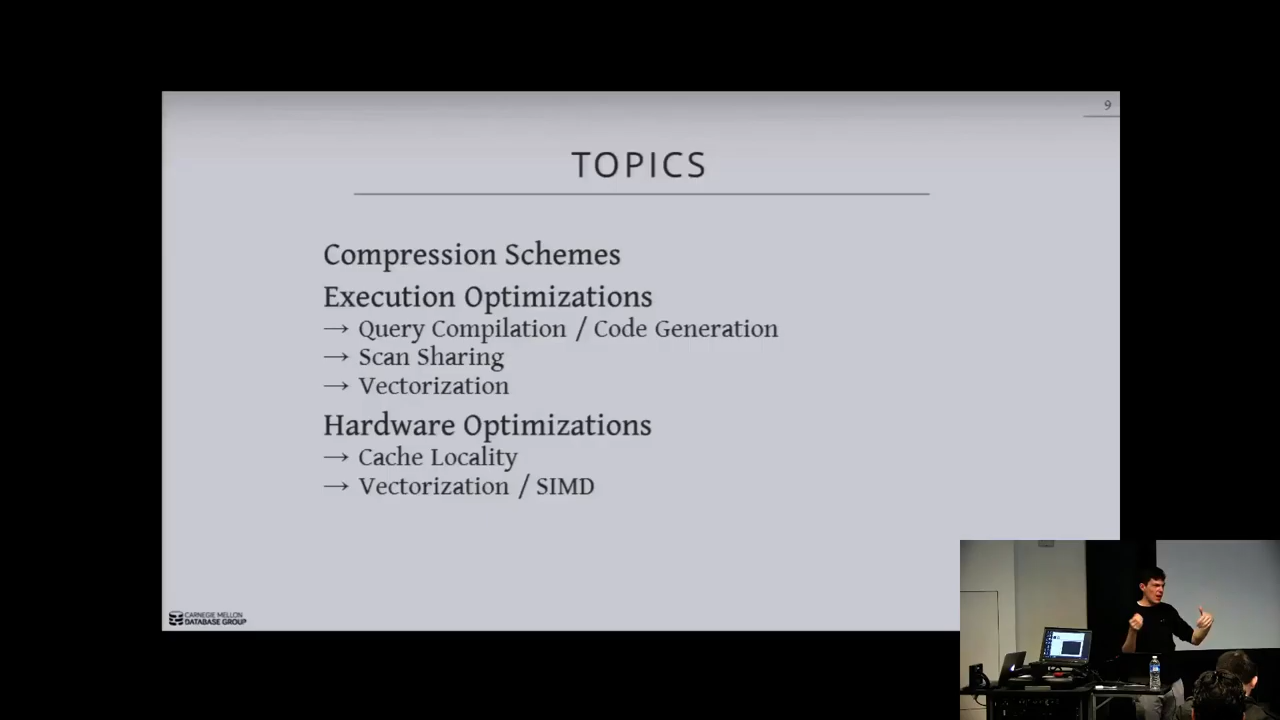 9
TOPICS
Compression Schemes
Execution Optimizations
→ Query Compilation / Code Generation
→ Scan Sharing
→ Vectorization
Hardware Optimizations
→ Cache Locality
→ Vectorization / SIMD
CARNEGIE MELLON
DATABASE GROUP